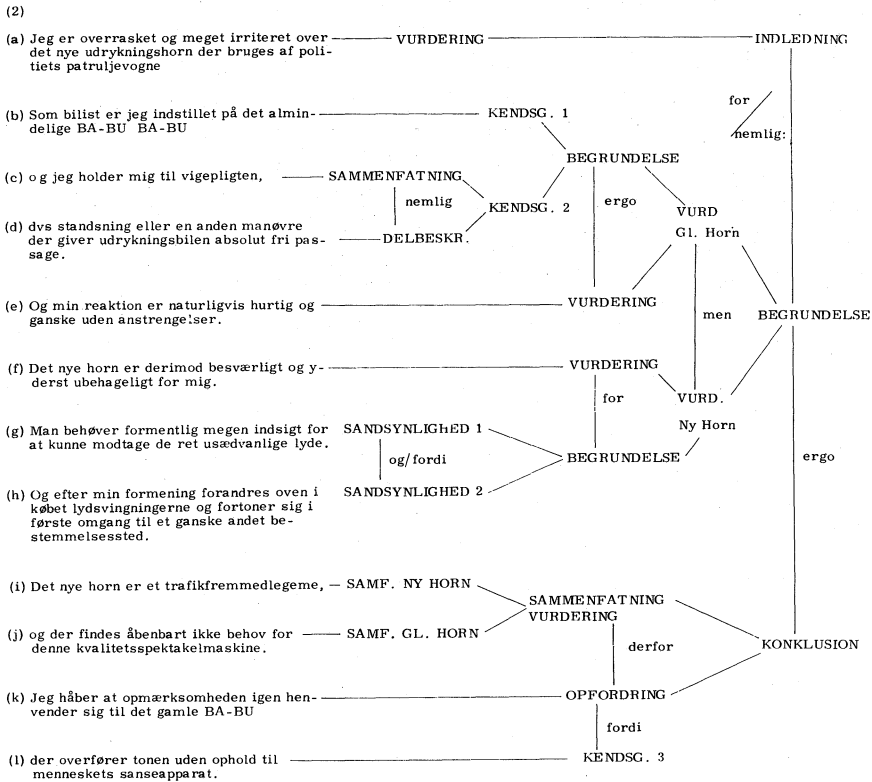 (2)
(a) Jeg er overrasket og meget irriteret over VURDERING INDLEDNING
det nye udrykningshorn der bruges af poli-
tiets patruljevogne
for
nemlig:
(b) Som bilist er jeg indstillet på det almin- KENDSG. 1
delige BA-BU BA-BU
BEGRUNDELSE
(c) og jeg holder mig til vigepligten, SAMMENFATNING
nemlig KENDSG. 2 ergo
VURD
Gl. Horn
(d) dvs standsning eller en anden manøvre
der giver udrykningsbilen absolut fri pas- DELBESKR.
sage.
(e) Og min reaktion er naturligvis hurtig og VURDERING
ganske uden anstrengelser.
men BEGRUNDELSE
(f) Det nye horn er derimod besværligt og y- VURDERING
derst ubehageligt for mig.
for VURD.
Ny Horn
(g) Man behøver formentlig megen indsigt for SANDSYNLIGHED 1
at kunne modtage de ret usædvanlige lyde.
og/fordi BEGRUNDELSE ergo
(h) Og efter min formening forandres oven i SANDSYNLIGHED 2
købet lydsvingningerne og fortoner sig i
første omgang til et ganske andet be-
stemmelsessted.
(i) Det nye horn er et trafikfremmedlegeme, SAMF. NY HORN
SAMMENFATNING
VURDERING
(j) og der findes åbenbart ikke behov for SAMF. GL. HORN
denne kvalitetsspektakelmaskine.
derfor KONKLUSION
(k) Jeg håber at opmærksomheden igen hen- OPFORDRING
vender sig til det gamle BA-BU
fordi
(l) der overfører tonen uden ophold til KENDSG. 3
menneskets sanseapparat.